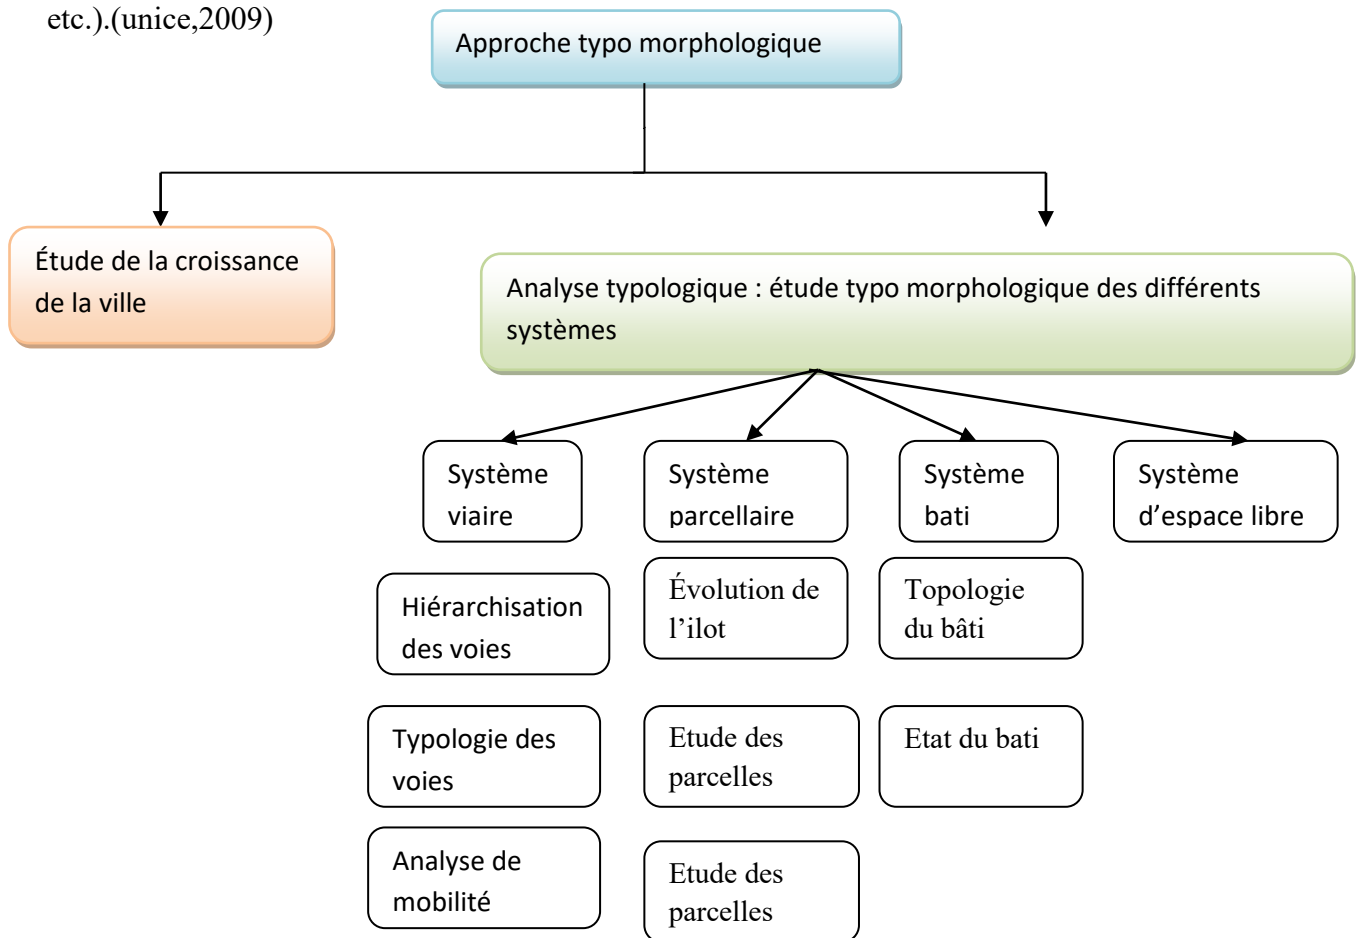 etc.).(unice,2009)
Approche typo morphologique
Étude de la croissance
de la ville
Analyse typologique : étude typo morphologique des différents
systèmes
Système
viaire
Système
parcellaire
Système
bati
Système
d’espace libre
Hiérarchisation
des voies
Évolution de
l’ilot
Topologie
du bâti
Typologie des
voies
Etude des
parcelles
Etat du bati
Analyse de
mobilité
Etude des
parcelles